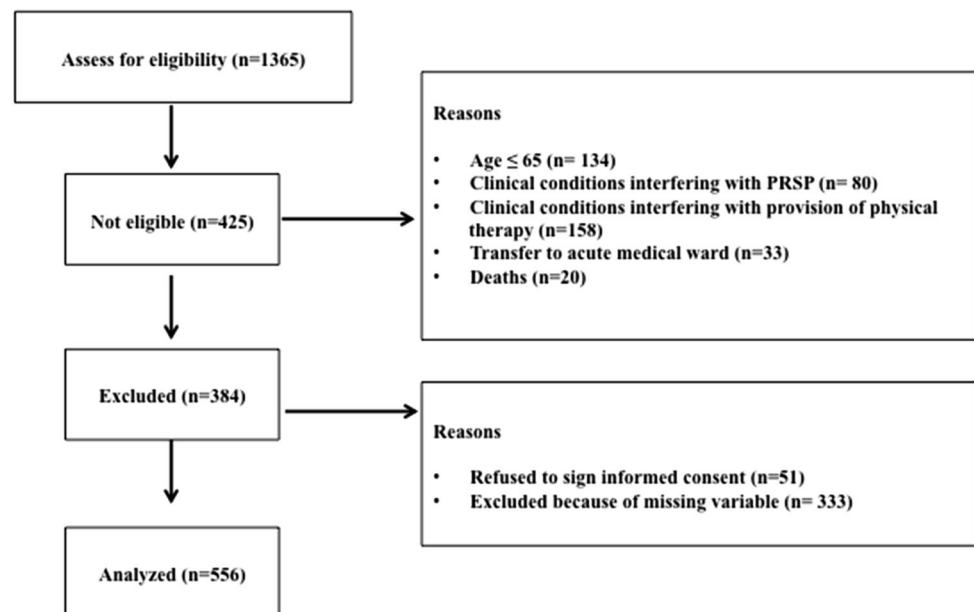 Assess for eligibility (n=1365)
Reasons
• Age ≤ 65 (n= 134)
• Clinical conditions interfering with PRSP (n= 80)
• Clinical conditions interfering with provision of physical
therapy (n=158)
• Transfer to acute medical ward (n=33)
• Deaths (n=20)
Not eligible (n=425)
Excluded (n=384)
Reasons
• Refused to sign informed consent (n=51)
• Excluded because of missing variable (n= 333)
Analyzed (n=556)